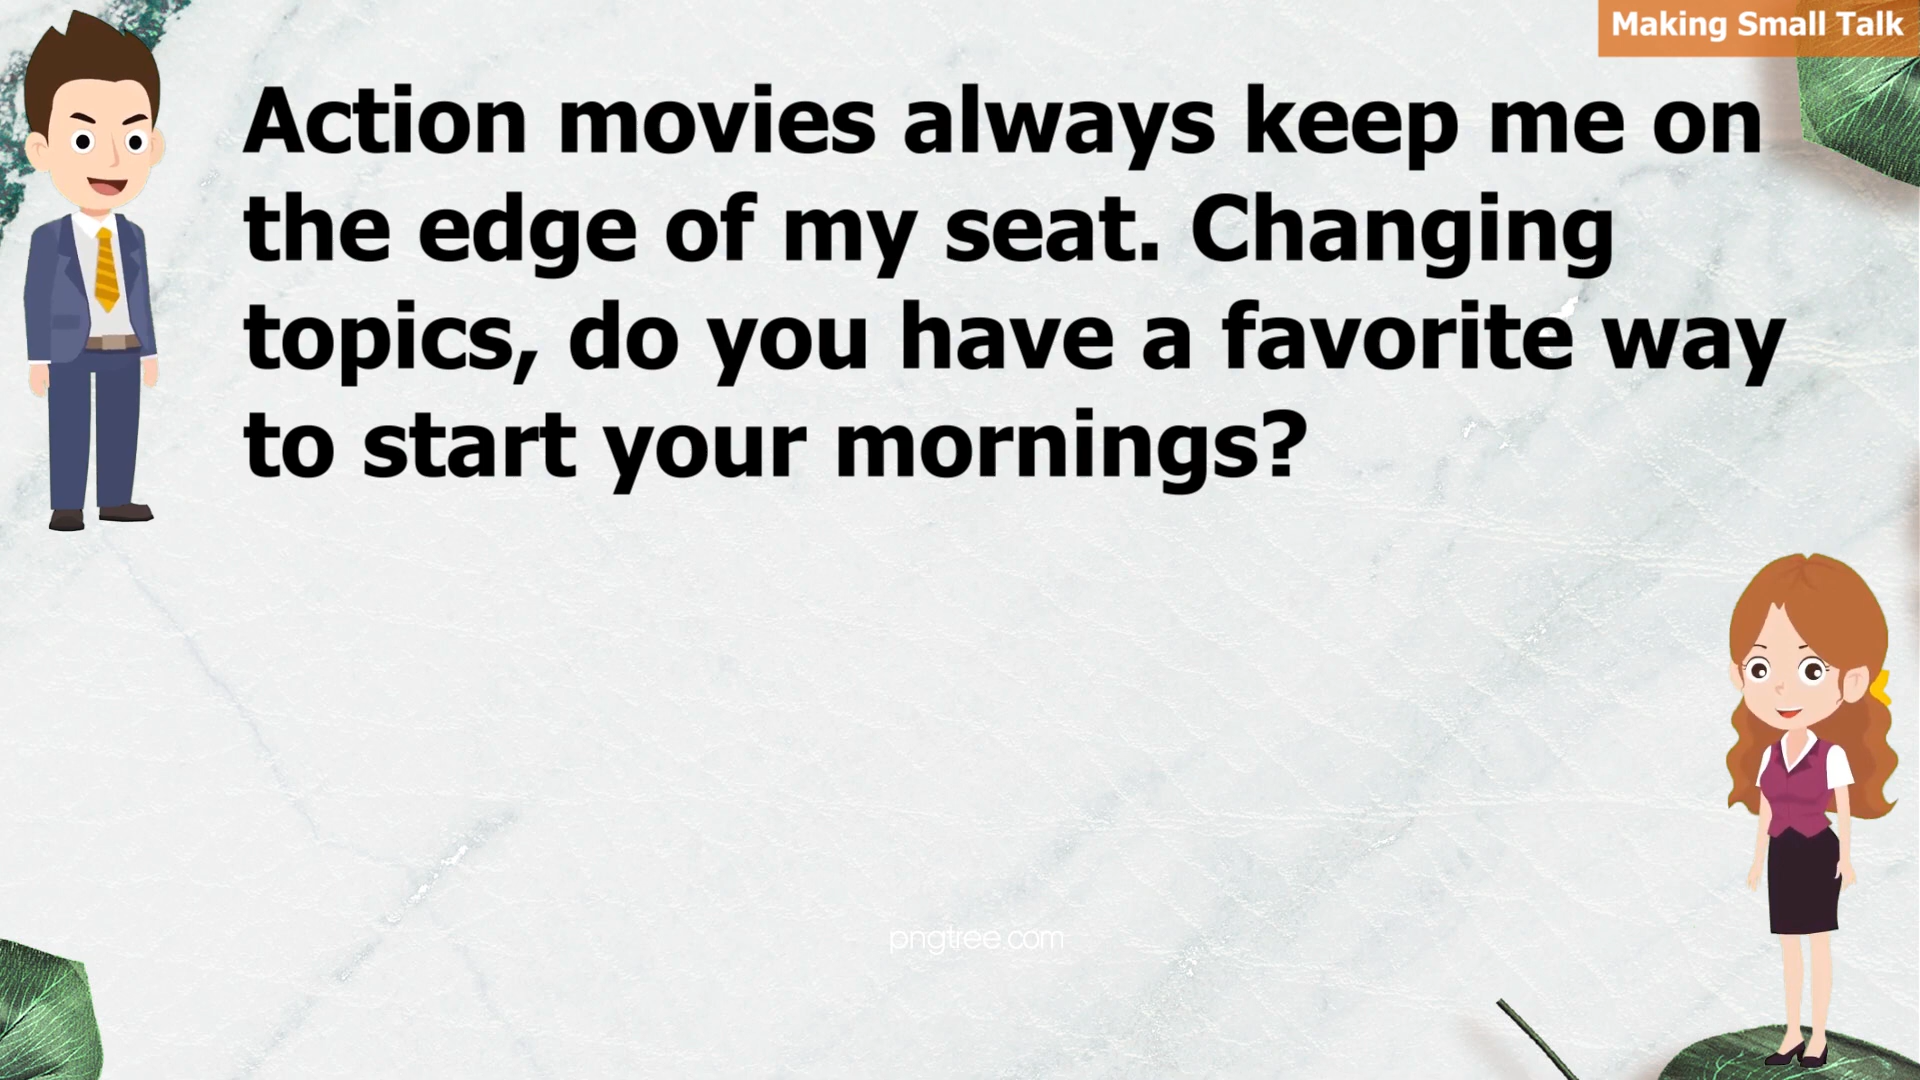 Making Small Talk
Action movies always keep me on
the edge of my seat. Changing
topics, do you have a favorite way
to start your mornings?
pngtree.com